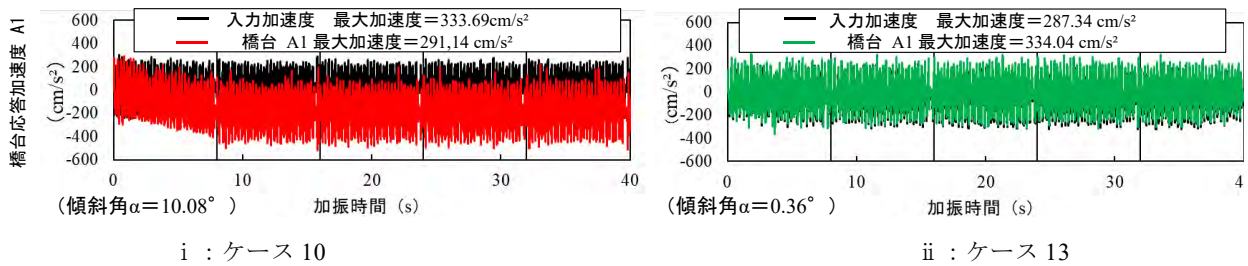 入力加速度　最大加速度＝333.69cm/s²
橋台 A1 最大加速度＝291,14 cm/s²
橋台応答加速度 A1
（cm/s²）
600
400
200
0
-200
-400
-600
0
10
20
30
40
（傾斜角α＝10.08°）
加振時間（s）
ⅰ：ケース 10
入力加速度　最大加速度＝287.34 cm/s²
橋台 A1 最大加速度＝334.04 cm/s²
（cm/s²）
600
400
200
0
-200
-400
-600
0
10
20
30
40
（傾斜角α＝0.36°）
加振時間（s）
ⅱ：ケース 13